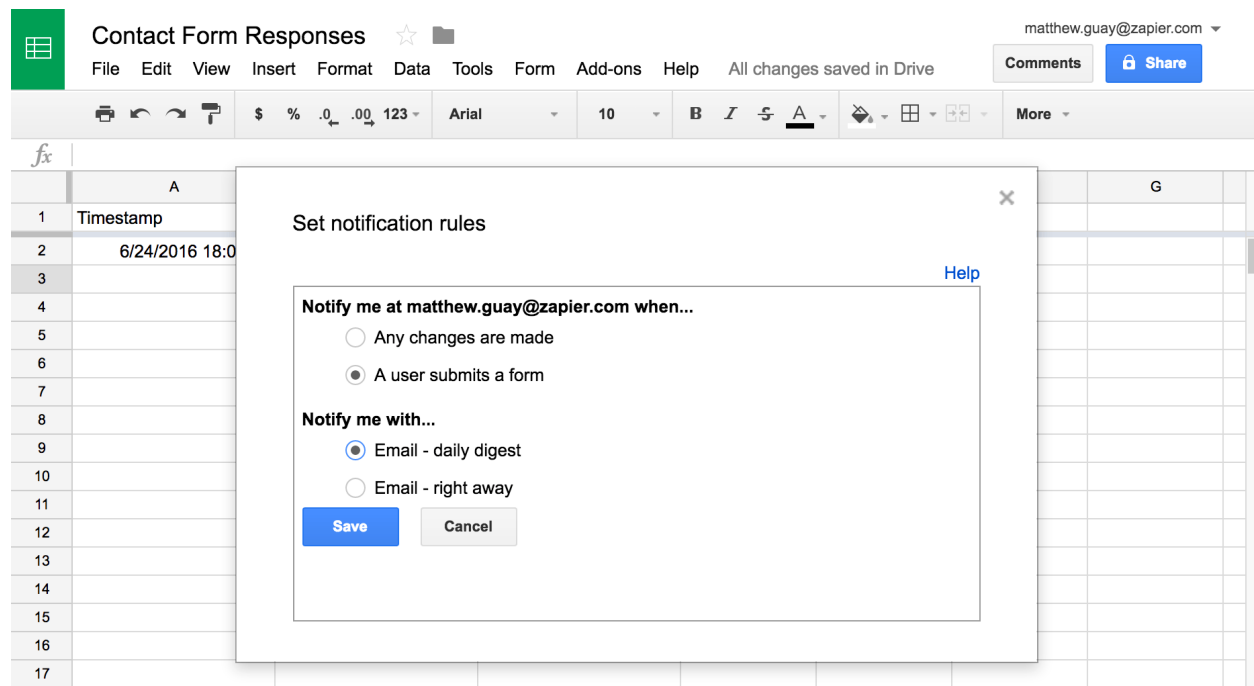 Contact Form Responses
matthew.guay@zapier.com
File Edit View Insert Format Data Tools Form Add-ons Help All changes saved in Drive
Comments Share
$ % .0 .00 123 Arial 10 B I S A More
fx
A G
1 Timestamp
2 6/24/2016 18:0
3
4
5
6
7
8
9
10
11
12
13
14
15
16
17
Set notification rules
Help
Notify me at matthew.guay@zapier.com when...
Any changes are made
A user submits a form
Notify me with...
Email - daily digest
Email - right away
Save Cancel